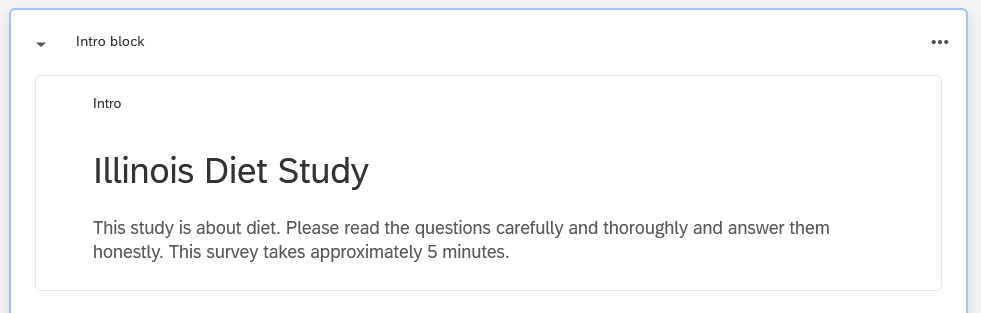 Intro block
Intro
Illinois Diet Study
This study is about diet. Please read the questions carefully and thoroughly and answer them
honestly. This survey takes approximately 5 minutes.